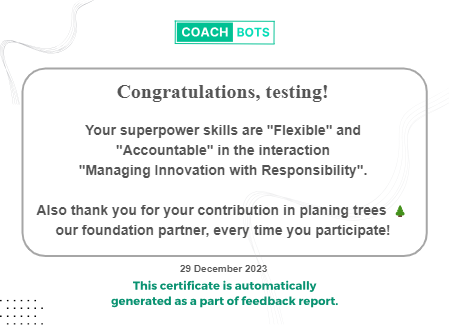 COACH BOTS
Congratulations, testing!
Your superpower skills are "Flexible" and
"Accountable" in the interaction
"Managing Innovation with Responsibility".
Also thank you for your contribution in planing trees 🌲
our foundation partner, every time you participate!
29 December 2023
This certificate is automatically
generated as a part of feedback report.